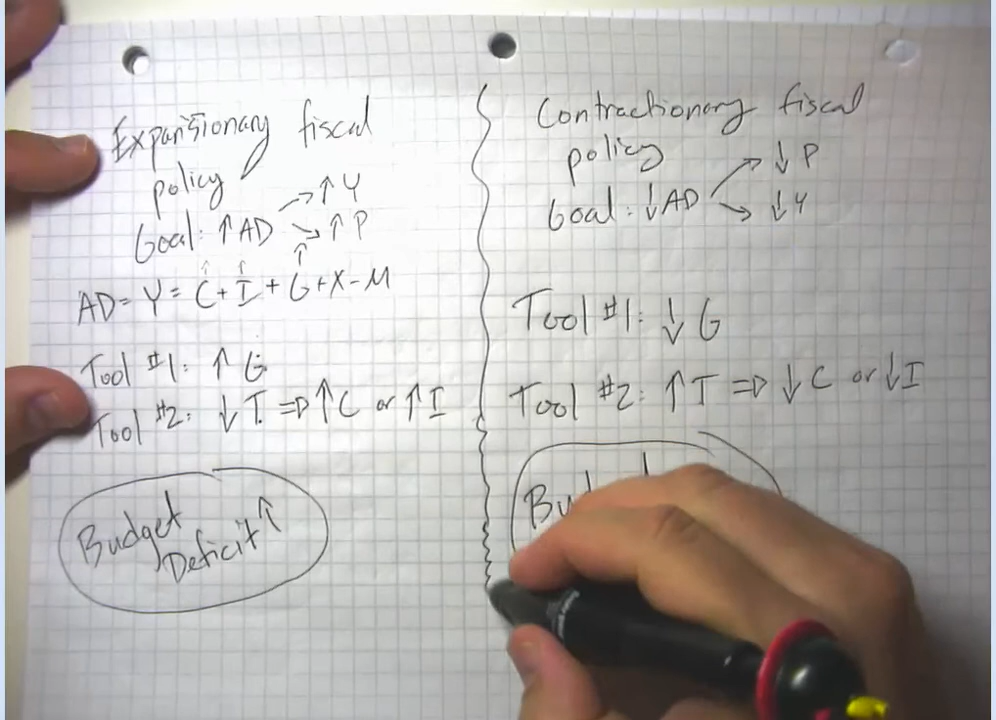 Expansionary fiscal
policy
Goal: ↑ AD → ↑ Y
↘ ↑ P
AD = Y = C + I + G + X - M
Tool #1: ↑ G
Tool #2: ↓ T ⇒ ↑ C or ↑ I
Budget
Deficit ↑
Contractionary fiscal
policy
↓ P
Goal: ↓ AD → ↓ Y
Tool #1: ↓ G
Tool #2: ↑ T ⇒ ↓ C or ↓ I